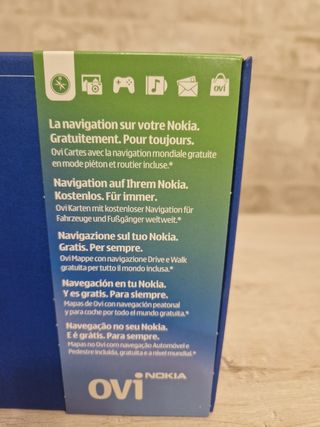 ovi
La navigation sur votre Nokia.
Gratuitement. Pour toujours.
Ovi Cartes avec la navigation mondiale gratuite
en mode piéton et routier incluse.*
Navigation auf Ihrem Nokia.
Kostenlos. Für immer.
Ovi Karten mit kostenloser Navigation für
Fahrzeuge und Fußgänger weltweit.*
Navigazione sul tuo Nokia.
Gratis. Per sempre.
Ovi Mappe con navigazione Drive e Walk
gratuita per tutto il mondo inclusa.*
Navegación en tu Nokia.
Y es gratis. Para siempre.
Mapas de Ovi con navegación peatonal
y para coche por todo el mundo gratuita.*
Navegação no seu Nokia.
E é grátis. Para sempre.
Mapas no Ovi com navegação Automóvel e
Pedestre incluída, gratuita e a nível mundial.*
ovi NOKIA